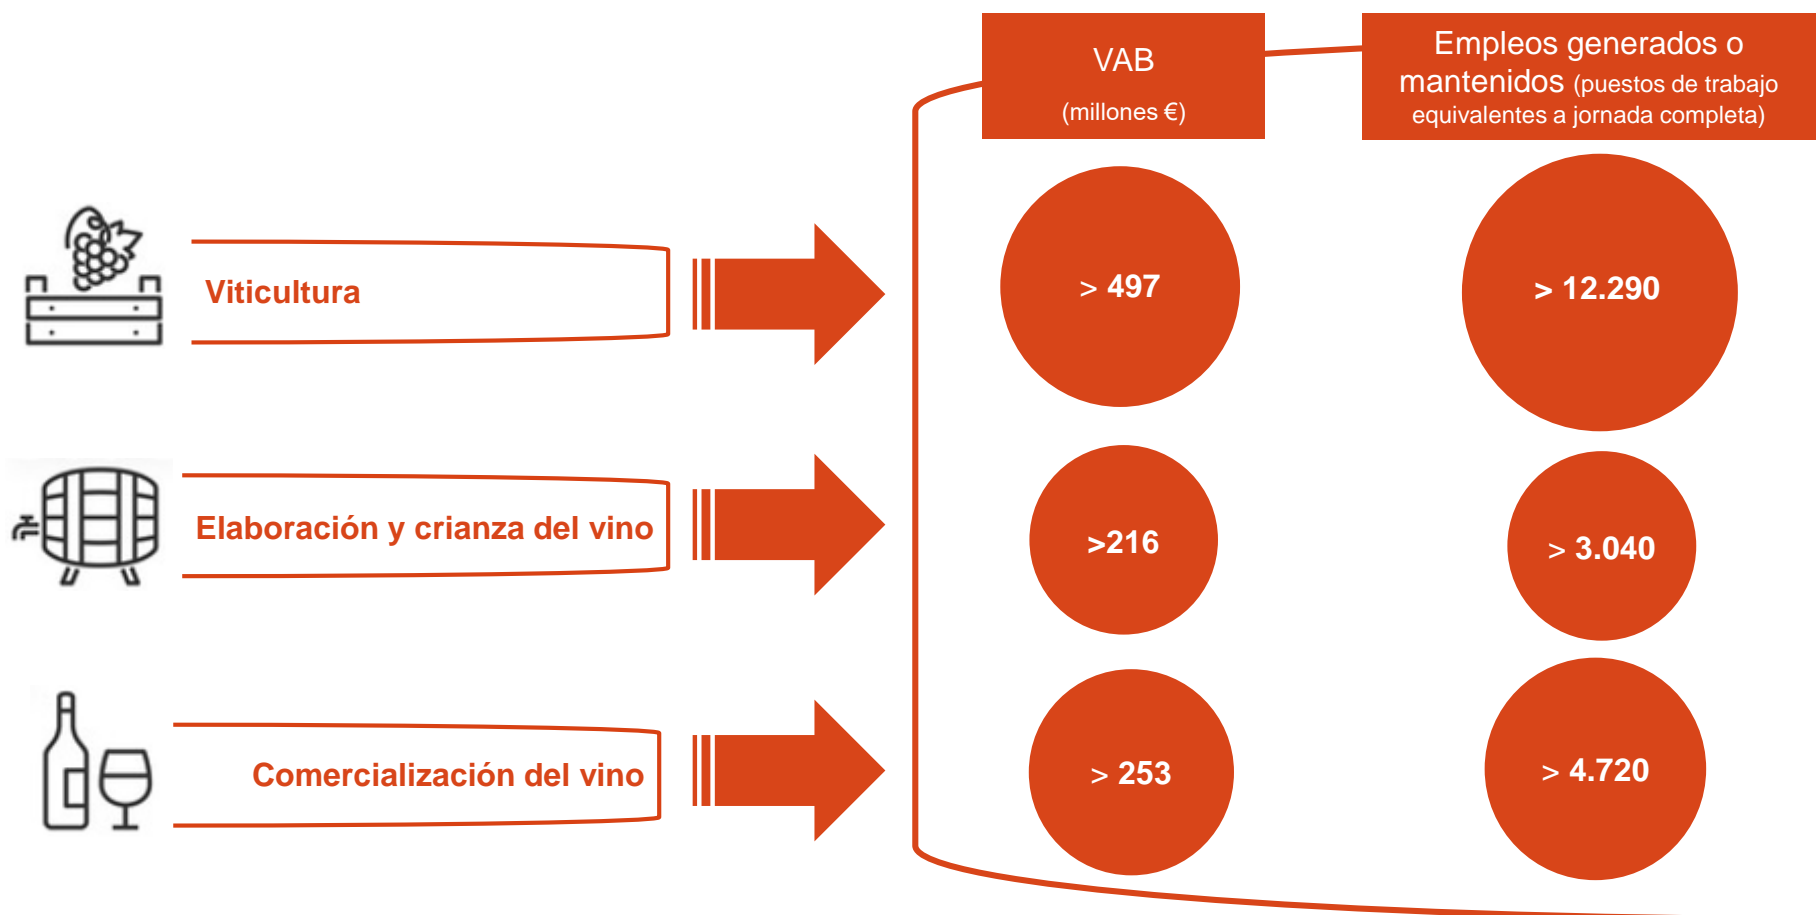 VAB
(millones €)
Empleos generados o
mantenidos (puestos de trabajo
equivalentes a jornada completa)
Viticultura
> 497
> 12.290
Elaboración y crianza del vino
>216
> 3.040
Comercialización del vino
> 253
> 4.720